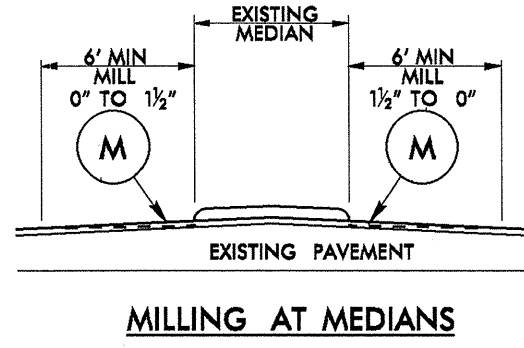 EXISTING
MEDIAN
6' MIN
MILL
0" TO 1½"
6' MIN
MILL
1½" TO 0"
M
M
EXISTING PAVEMENT
MILLING AT MEDIANS